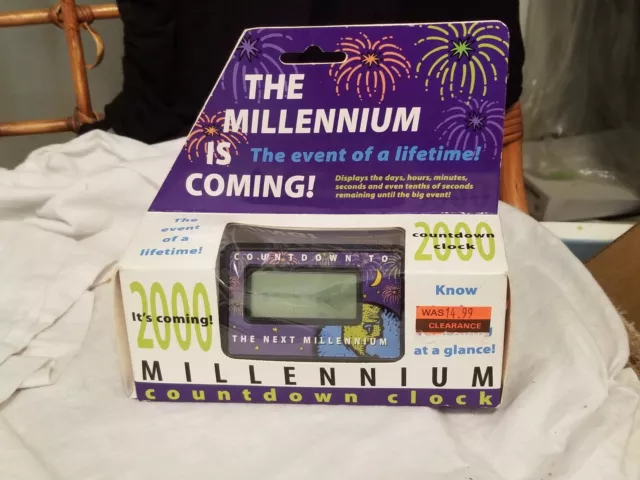 THE
MILLENNIUM
IS
COMING!
The event of a lifetime!
Displays the days, hours, minutes,
seconds and even tenths of seconds
remaining until the big event!
The
event
of a
lifetime!
2000
It's coming!
COUNTDOWN TO
THE NEXT MILLENNIUM
2000
countdown
clock
Know
WAS 14.99
CLEARANCE
at a glance!
MILLENNIUM
countdown clock